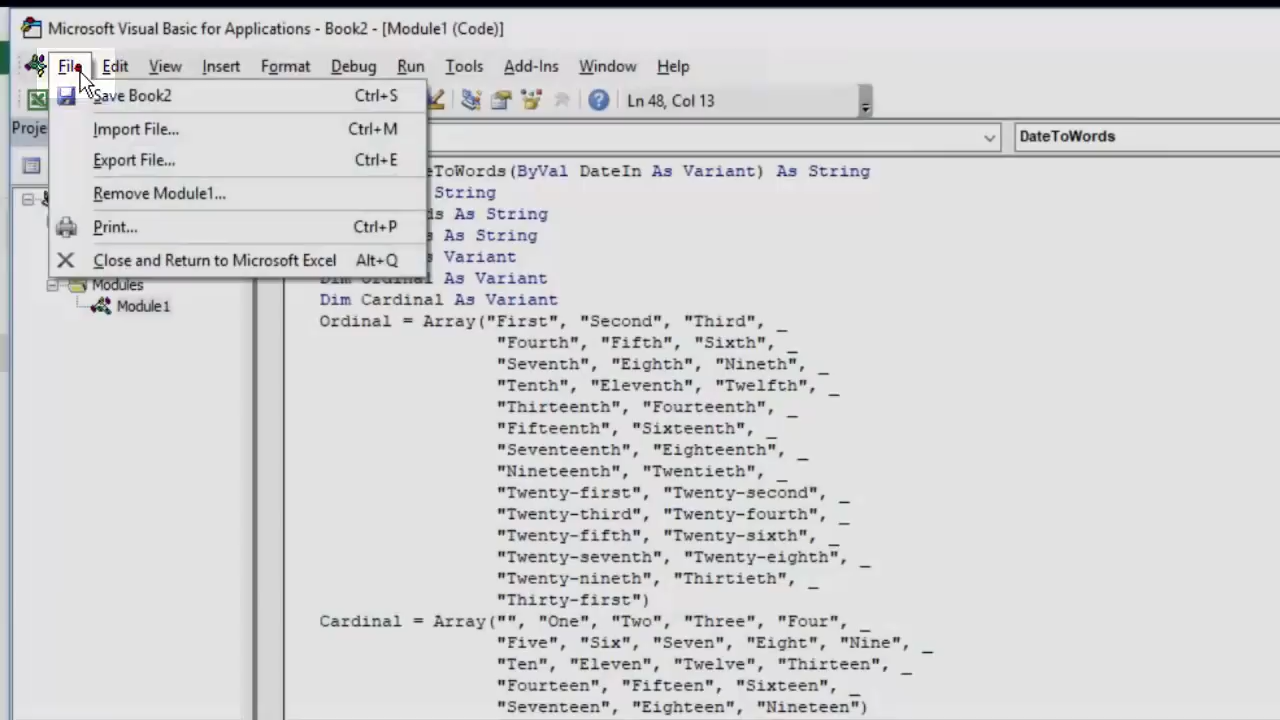 Microsoft Visual Basic for Applications - Book2 - [Module1 (Code)]
File Edit View Insert Format Debug Run Tools Add-Ins Window Help
Save Book2 Ctrl+S
Ln 48, Col 13
Import File... Ctrl+M
Proje
DateToWords
Export File... Ctrl+E
eToWords(ByVal DateIn As Variant) As String
Remove Module1...
String
ds As String
Print... Ctrl+P
s As String
Close and Return to Microsoft Excel Alt+Q
Variant
Dim Ordinal As Variant
Modules
Dim Cardinal As Variant
Module1
Ordinal = Array("First", "Second", "Third", _
"Fourth", "Fifth", "Sixth", _
"Seventh", "Eighth", "Nineth", _
"Tenth", "Eleventh", "Twelfth", _
"Thirteenth", "Fourteenth", _
"Fifteenth", "Sixteenth", _
"Seventeenth", "Eighteenth", _
"Nineteenth", "Twentieth", _
"Twenty-first", "Twenty-second", _
"Twenty-third", "Twenty-fourth", _
"Twenty-fifth", "Twenty-sixth", _
"Twenty-seventh", "Twenty-eighth", _
"Twenty-nineth", "Thirtieth", _
"Thirty-first")
Cardinal = Array("", "One", "Two", "Three", "Four", _
"Five", "Six", "Seven", "Eight", "Nine", _
"Ten", "Eleven", "Twelve", "Thirteen", _
"Fourteen", "Fifteen", "Sixteen", _
"Seventeen", "Eighteen", "Nineteen")